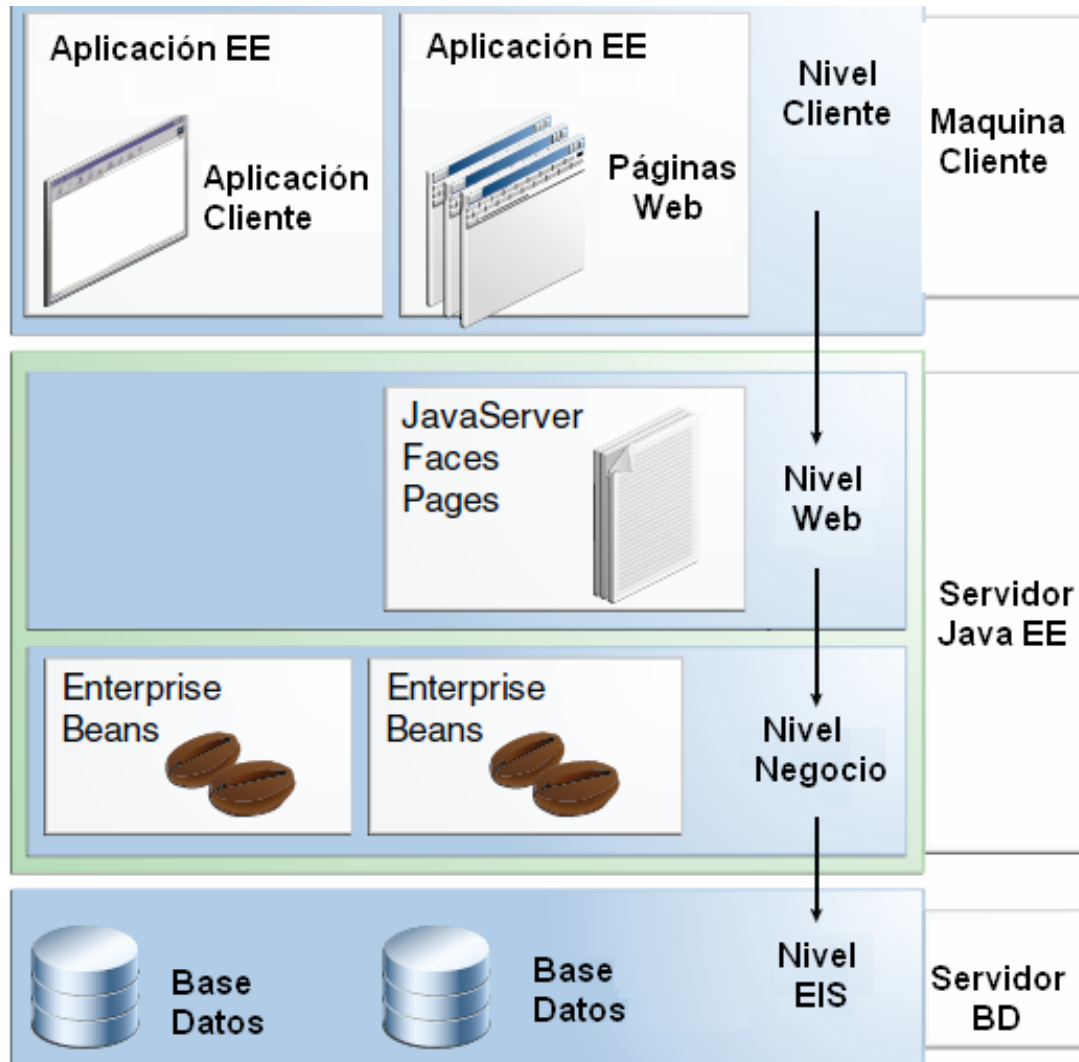 Aplicación EE
Aplicación
Cliente
Aplicación EE
Páginas
Web
Nivel
Cliente
Maquina
Cliente
JavaServer
Faces
Pages
Nivel
Web
Servidor
Java EE
Enterprise
Beans
Enterprise
Beans
Nivel
Negocio
Base
Datos
Base
Datos
Nivel
EIS
Servidor
BD